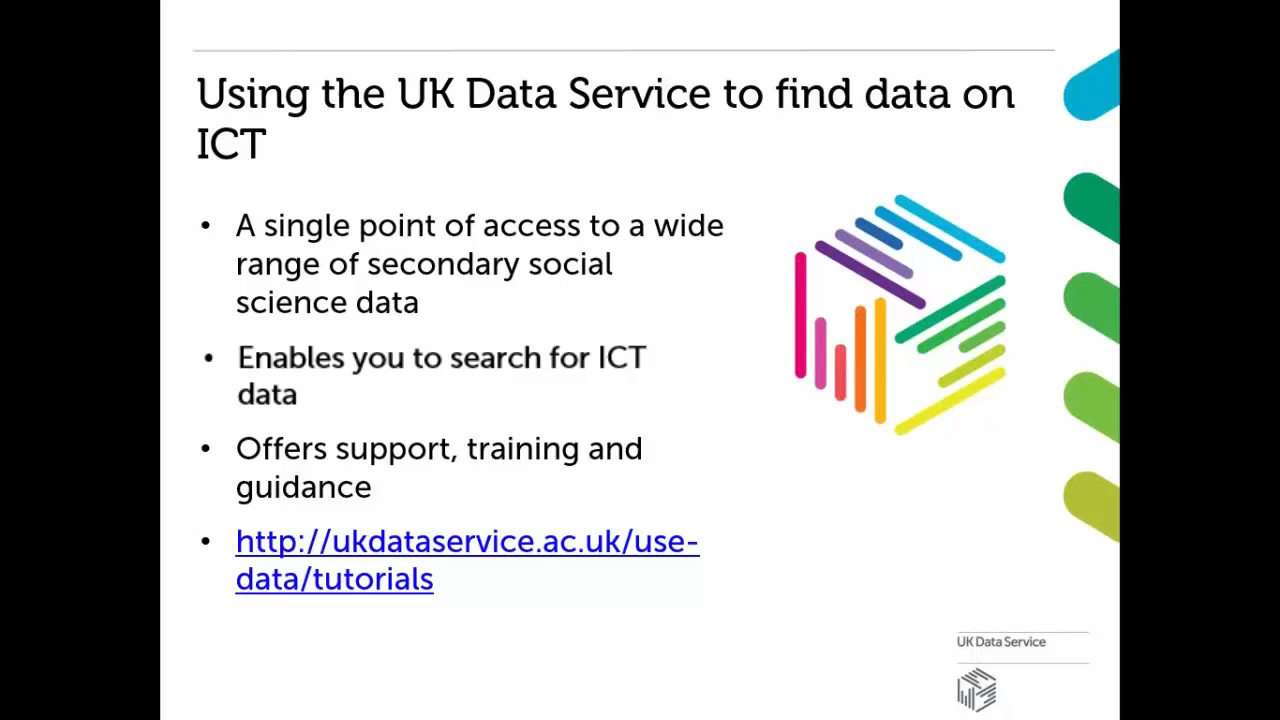 Using the UK Data Service to find data on
ICT
• A single point of access to a wide
range of secondary social
science data
• Enables you to search for ICT
data
• Offers support, training and
guidance
• http://ukdataservice.ac.uk/use-
data/tutorials
UK Data Service